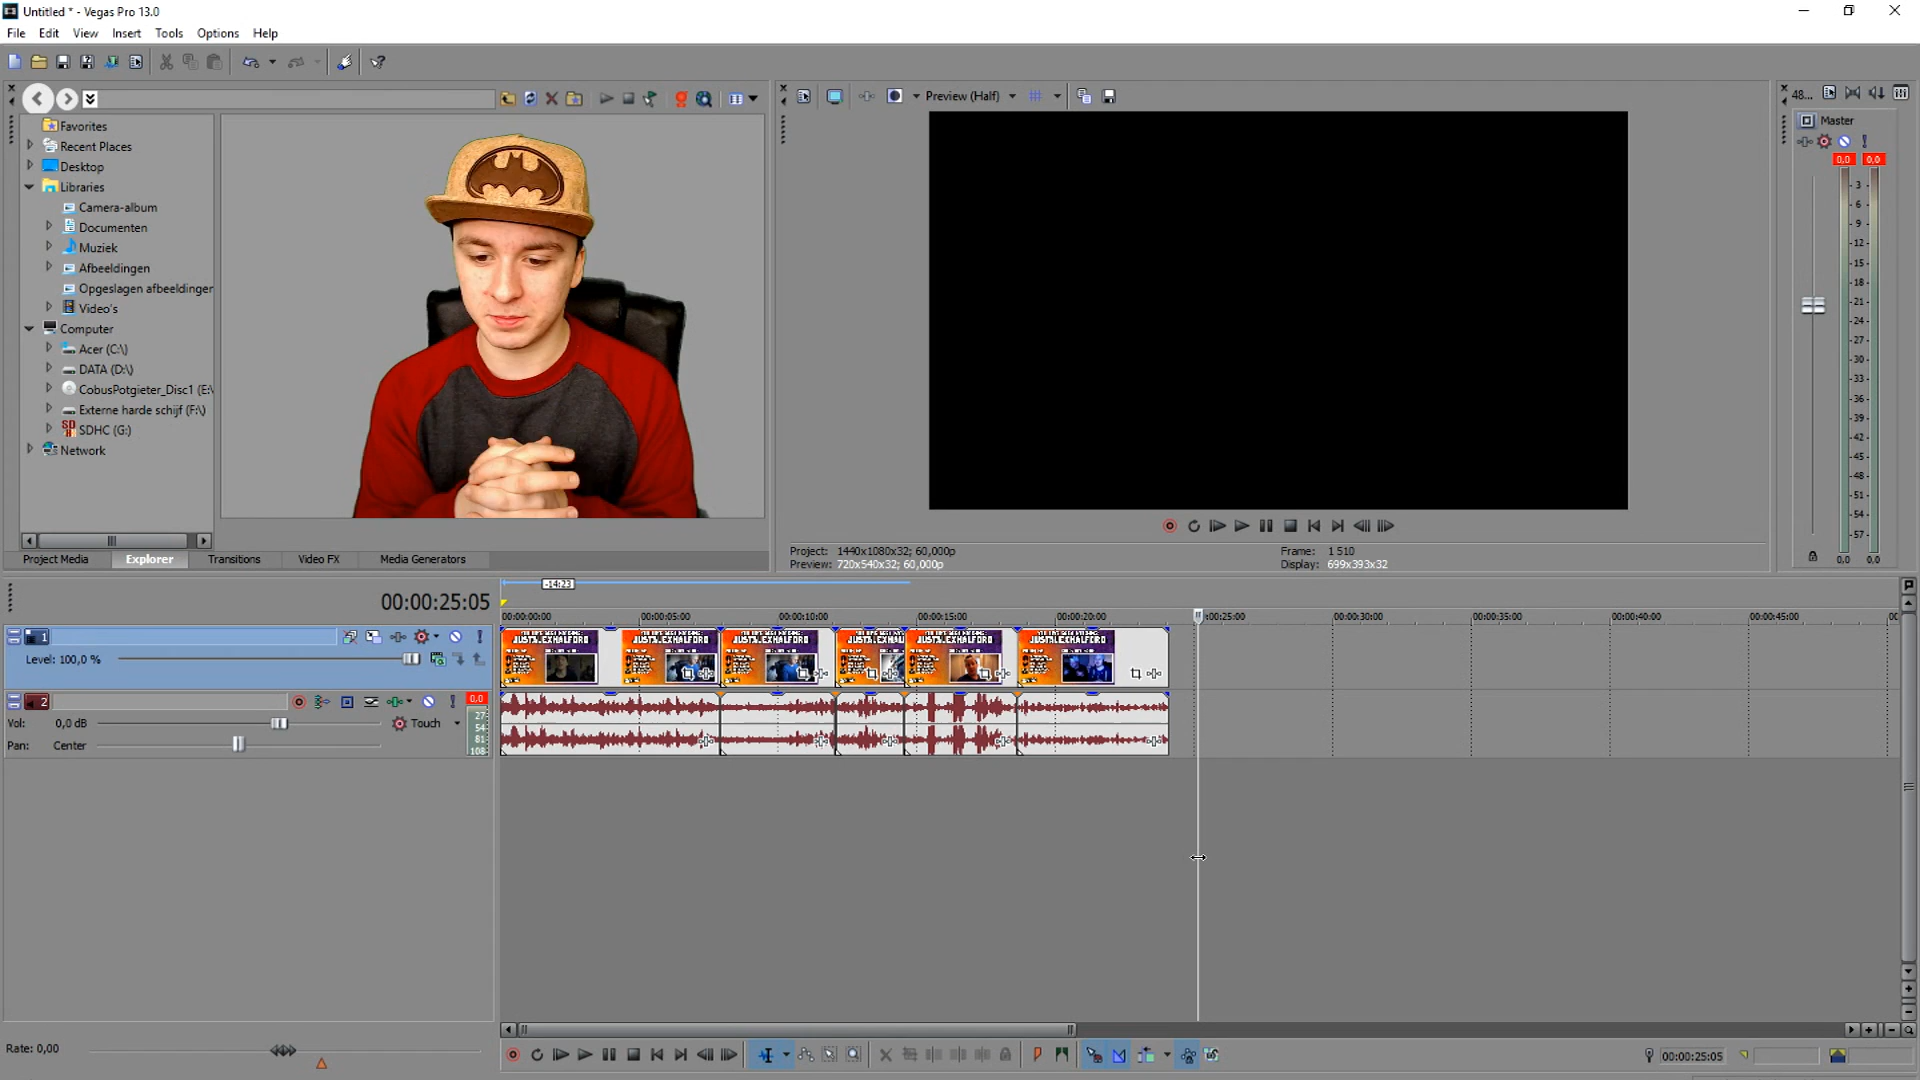 Untitled * - Vegas Pro 13.0
File Edit View Insert Tools Options Help
Preview (Half)
48...
Favorites
Recent Places
Desktop
Libraries
Camera-album
Documenten
Muziek
Afbeeldingen
Opgeslagen afbeeldingen
Video's
Computer
Acer (C:\)
DATA (D:\)
CobusPotgieter_Disc1 (E:\
Externe harde schijf (F:\)
SDHC (G:)
Network
Master
0,0 0,0
3
6
9
12
15
18
21
24
27
30
33
36
39
42
45
48
51
54
57
0,0 0,0
Project Media Explorer Transitions Video FX Media Generators
Project: 1440x1080x32; 60,000p
Preview: 720x540x32; 60,000p
Frame: 1 510
Display: 699x393x32
-14:23
00:00:25:05
00:00:00:00 00:00:05:00 00:00:10:00 00:00:15:00 00:00:20:00 :00:25:00 00:00:30:00 00:00:35:00 00:00:40:00 00:00:45:00 00
1
Level: 100,0 %
2
Vol: 0,0 dB
Touch
Pan: Center
0,0
27
54
81
108
Rate: 0,00
00:00:25:05